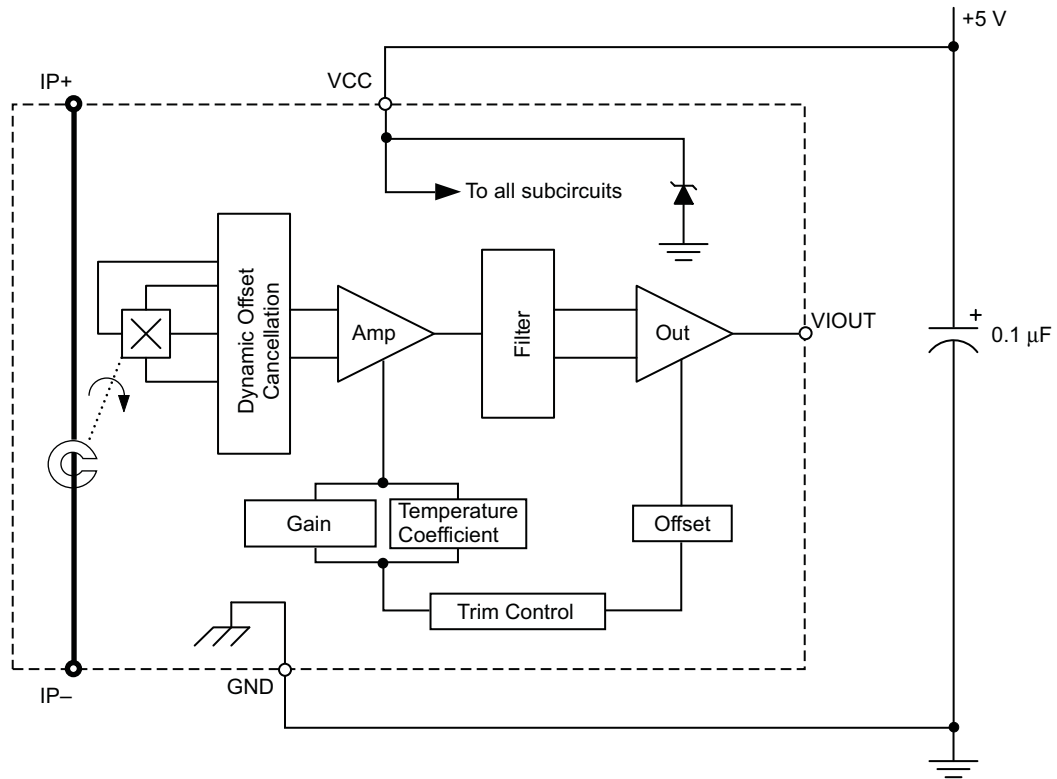 +5 V
IP+
VCC
To all subcircuits
Dynamic Offset
Cancellation
Amp
Filter
Out
VIOUT
+
0.1 µF
Gain
Temperature
Coefficient
Offset
Trim Control
GND
IP–